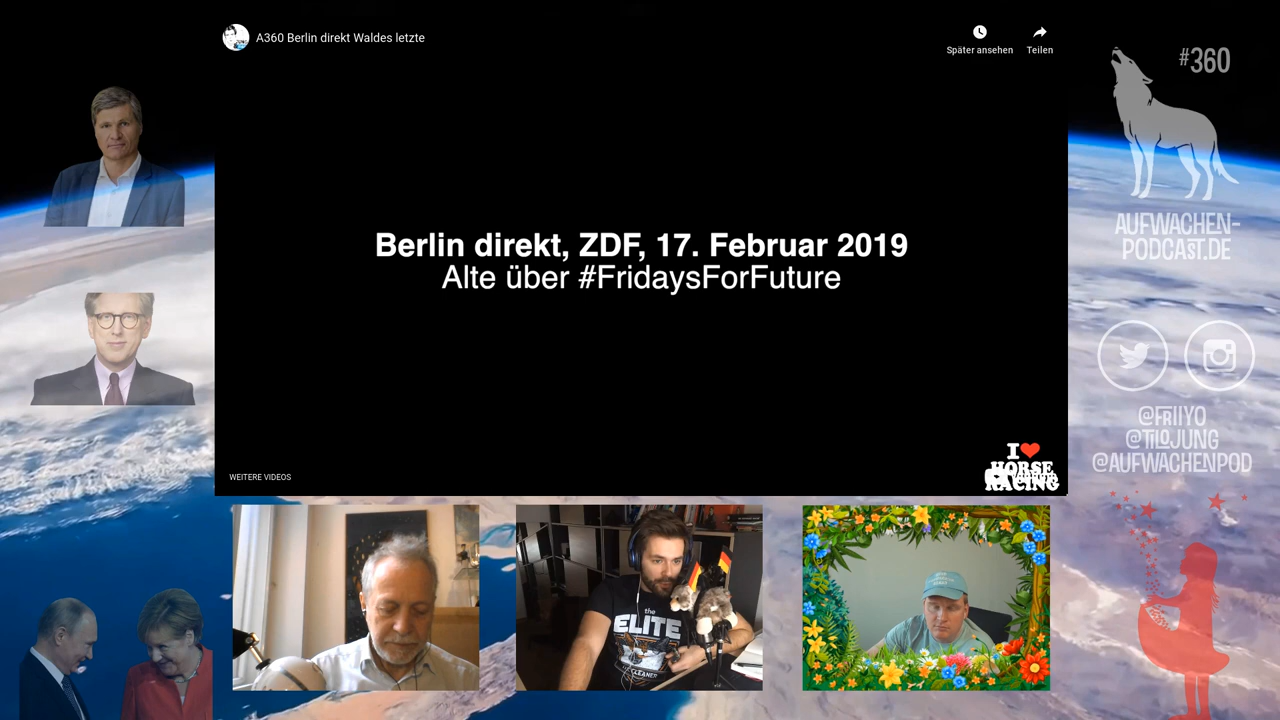 A360 Berlin direkt Waldes letzte
Später ansehen
Teilen
#360
AUFWACHEN-
PODCAST.DE
Berlin direkt, ZDF, 17. Februar 2019
Alte über #FridaysForFuture
@FRIIYO
@TILOJUNG
@AUFWACHENPOD
I
HORSE
RACING
WEITERE VIDEOS
the
ELITE
CLEANER